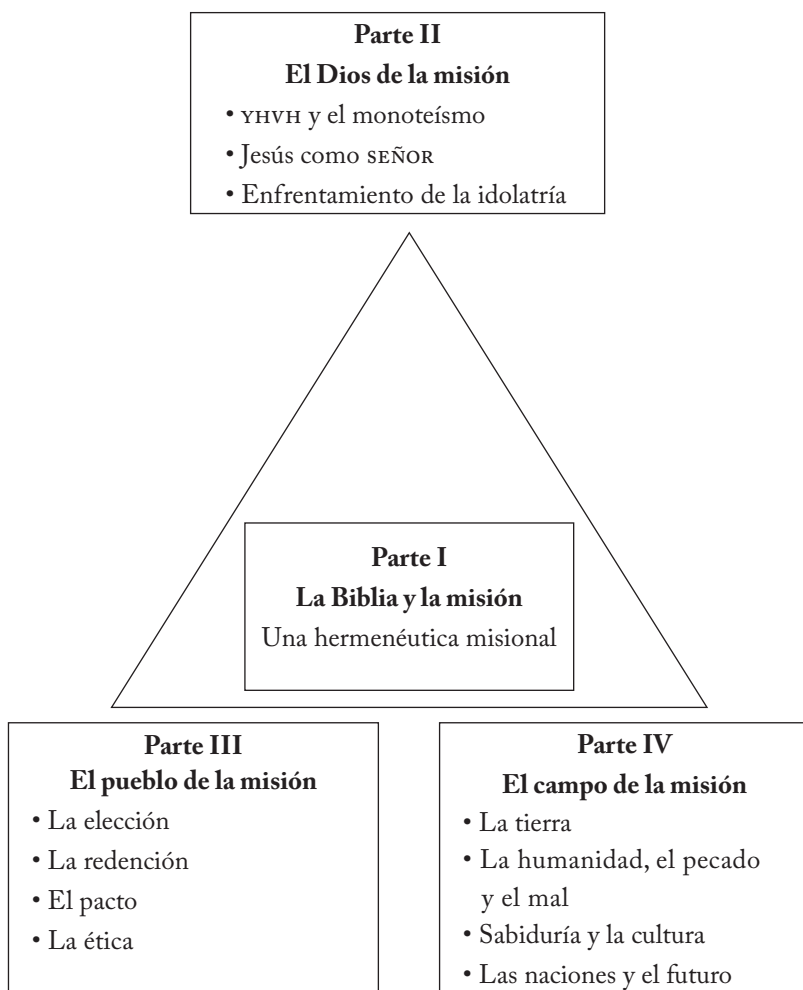 Parte II
El Dios de la misión
• YHVH y el monoteísmo
• Jesús como SEÑOR
• Enfrentamiento de la idolatría
Parte I
La Biblia y la misión
Una hermenéutica misional
Parte III
El pueblo de la misión
• La elección
• La redención
• El pacto
• La ética
Parte IV
El campo de la misión
• La tierra
• La humanidad, el pecado
y el mal
• Sabiduría y la cultura
• Las naciones y el futuro